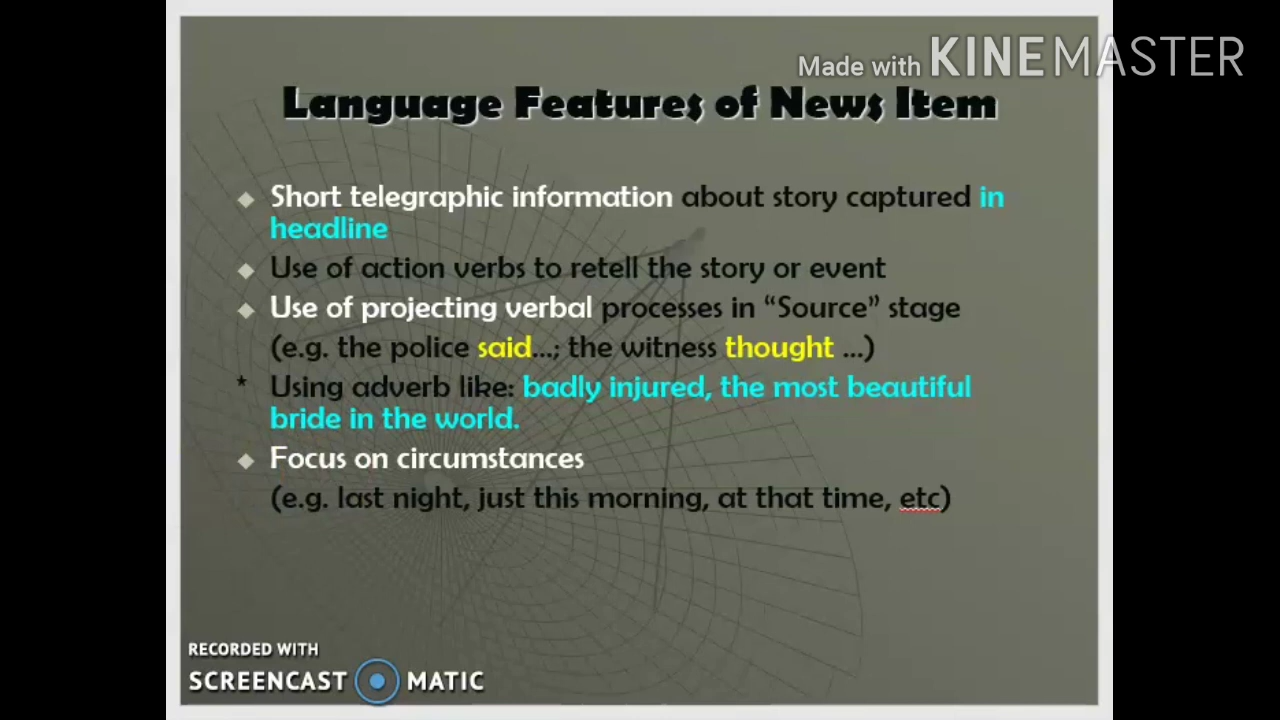 Made with KINEMASTER
Language Features of News Item
Short telegraphic information about story captured in
headline
Use of action verbs to retell the story or event
Use of projecting verbal processes in “Source” stage
(e.g. the police said...; the witness thought ...)
* Using adverb like: badly injured, the most beautiful
bride in the world.
Focus on circumstances
(e.g. last night, just this morning, at that time, etc)
RECORDED WITH
SCREENCAST MATIC